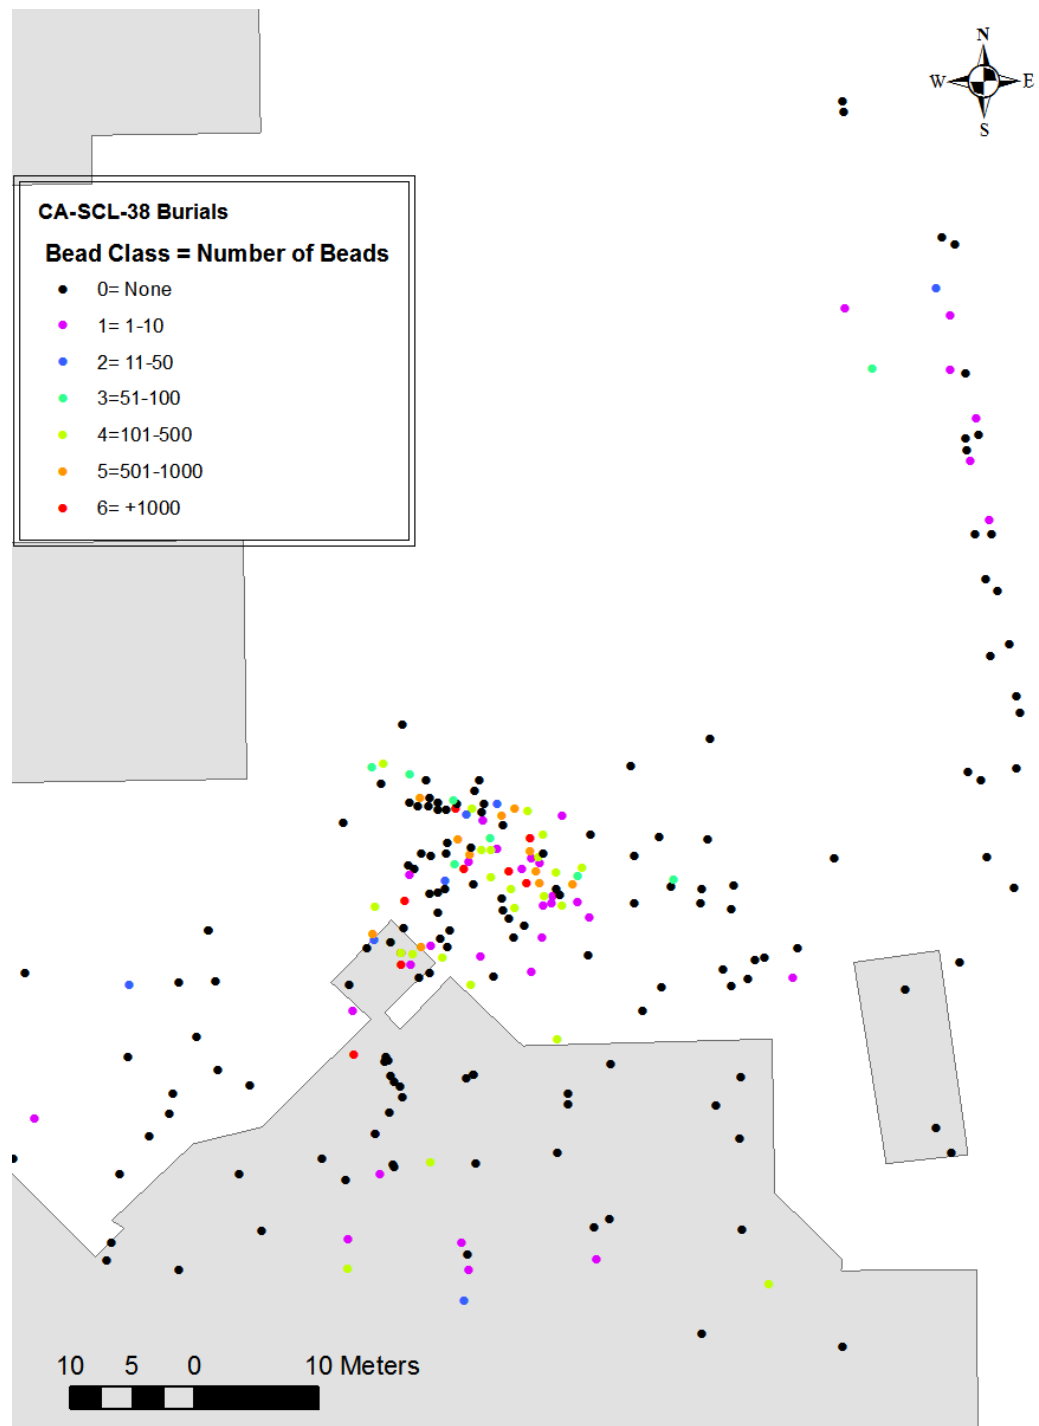 N
W E
S
CA-SCL-38 Burials
Bead Class = Number of Beads
0= None
1= 1-10
2= 11-50
3=51-100
4=101-500
5=501-1000
6= +1000
10 5 0 10 Meters